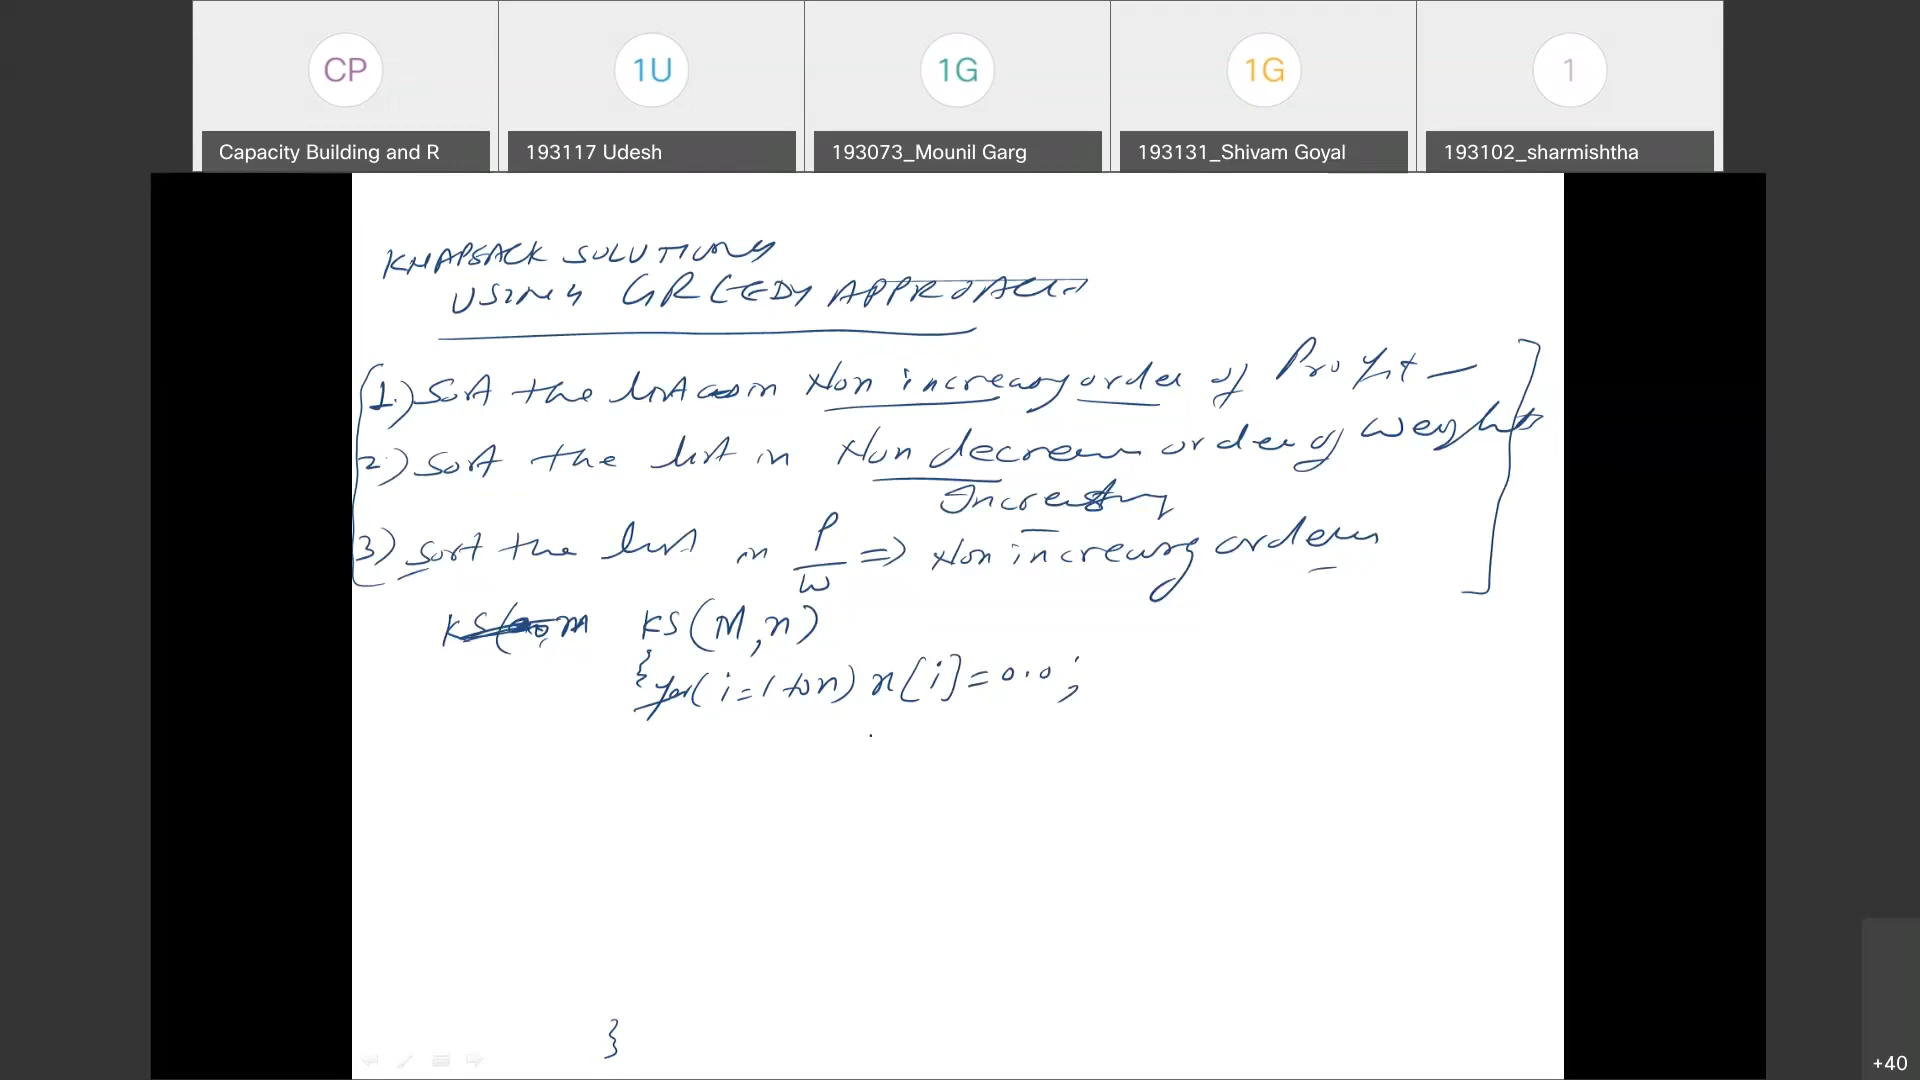 CP
1U
1G
1G
1
Capacity Building and R
193117 Udesh
193073_Mounil Garg
193131_Shivam Goyal
193102_sharmishtha
KNAPSACK SOLUTIONS
USING GREEDY APPROACH
(1.) Sort the list in Non increasing order of Profit -
2.) Sort the list in Non decreasing order of weights
Increasing
3) Sort the list in P/W => Non increasing order
KS(M,n)
{
for(i=1 to n) x[i]=0.0;
}
+40